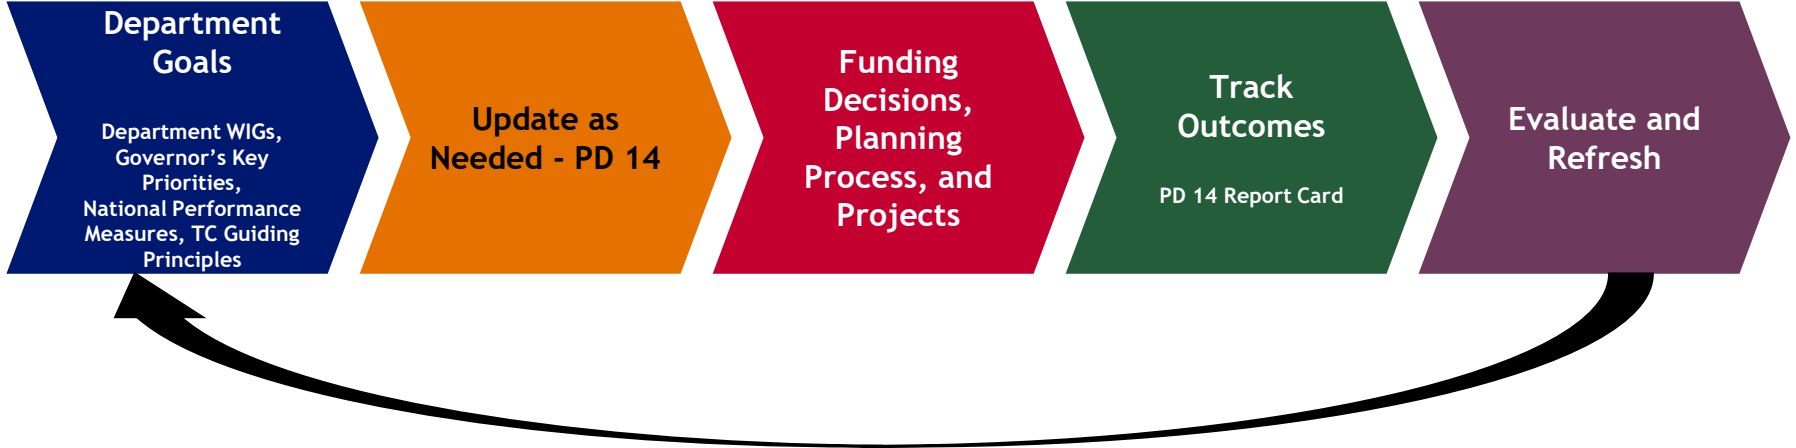 Department
Goals
Department WIGs,
Governor’s Key
Priorities,
National Performance
Measures, TC Guiding
Principles
Update as
Needed - PD 14
Funding
Decisions,
Planning
Process, and
Projects
Track
Outcomes
PD 14 Report Card
Evaluate and
Refresh